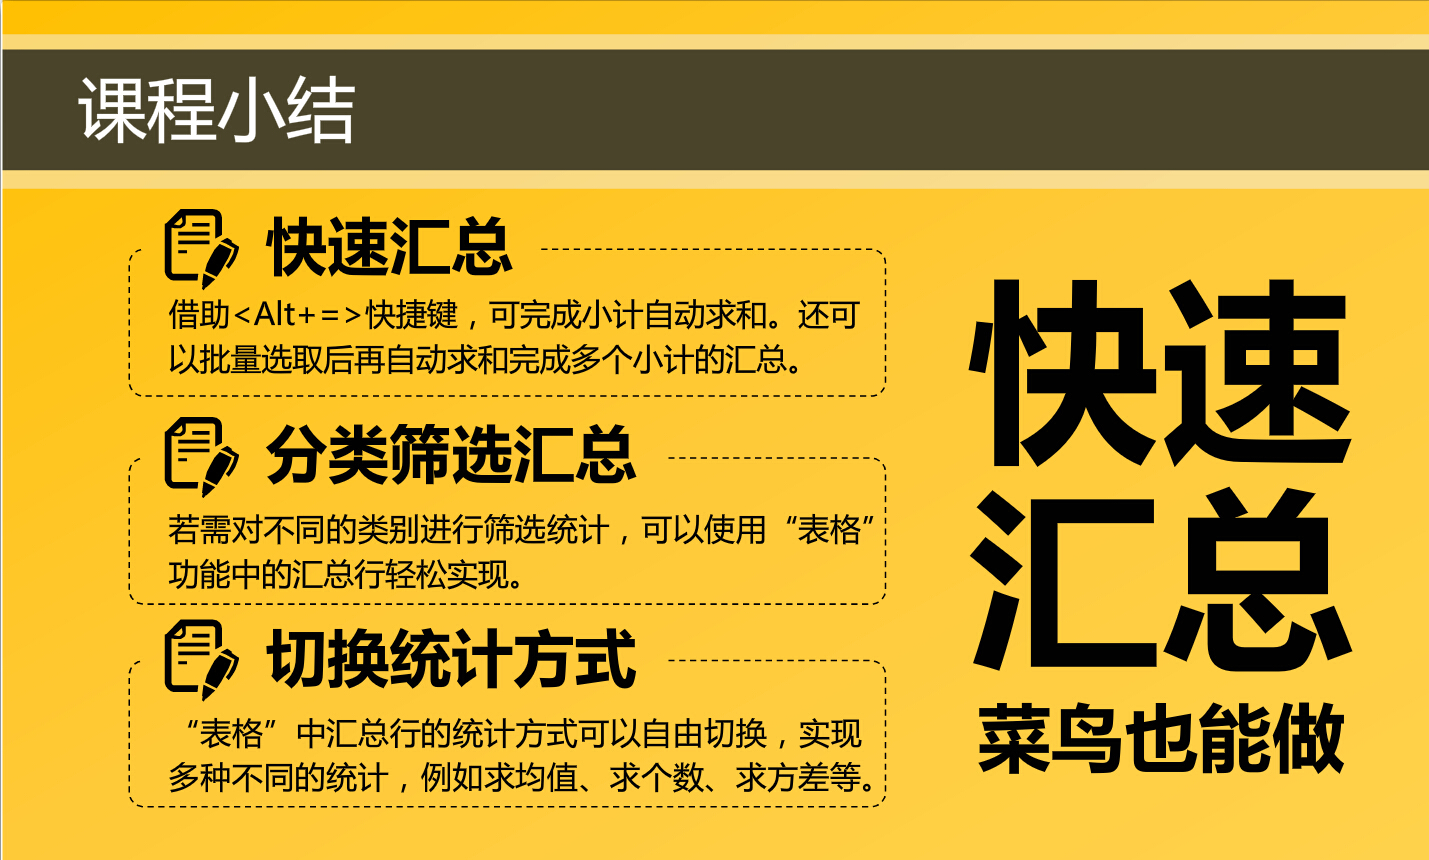 课程小结
快速汇总
借助<Alt+=>快捷键，可完成小计自动求和。还可
以批量选取后再自动求和完成多个小计的汇总。
分类筛选汇总
若需对不同的类别进行筛选统计，可以使用“表格”
功能中的汇总行轻松实现。
切换统计方式
“表格”中汇总行的统计方式可以自由切换，实现
多种不同的统计，例如求均值、求个数、求方差等。
快速
汇总
菜鸟也能做